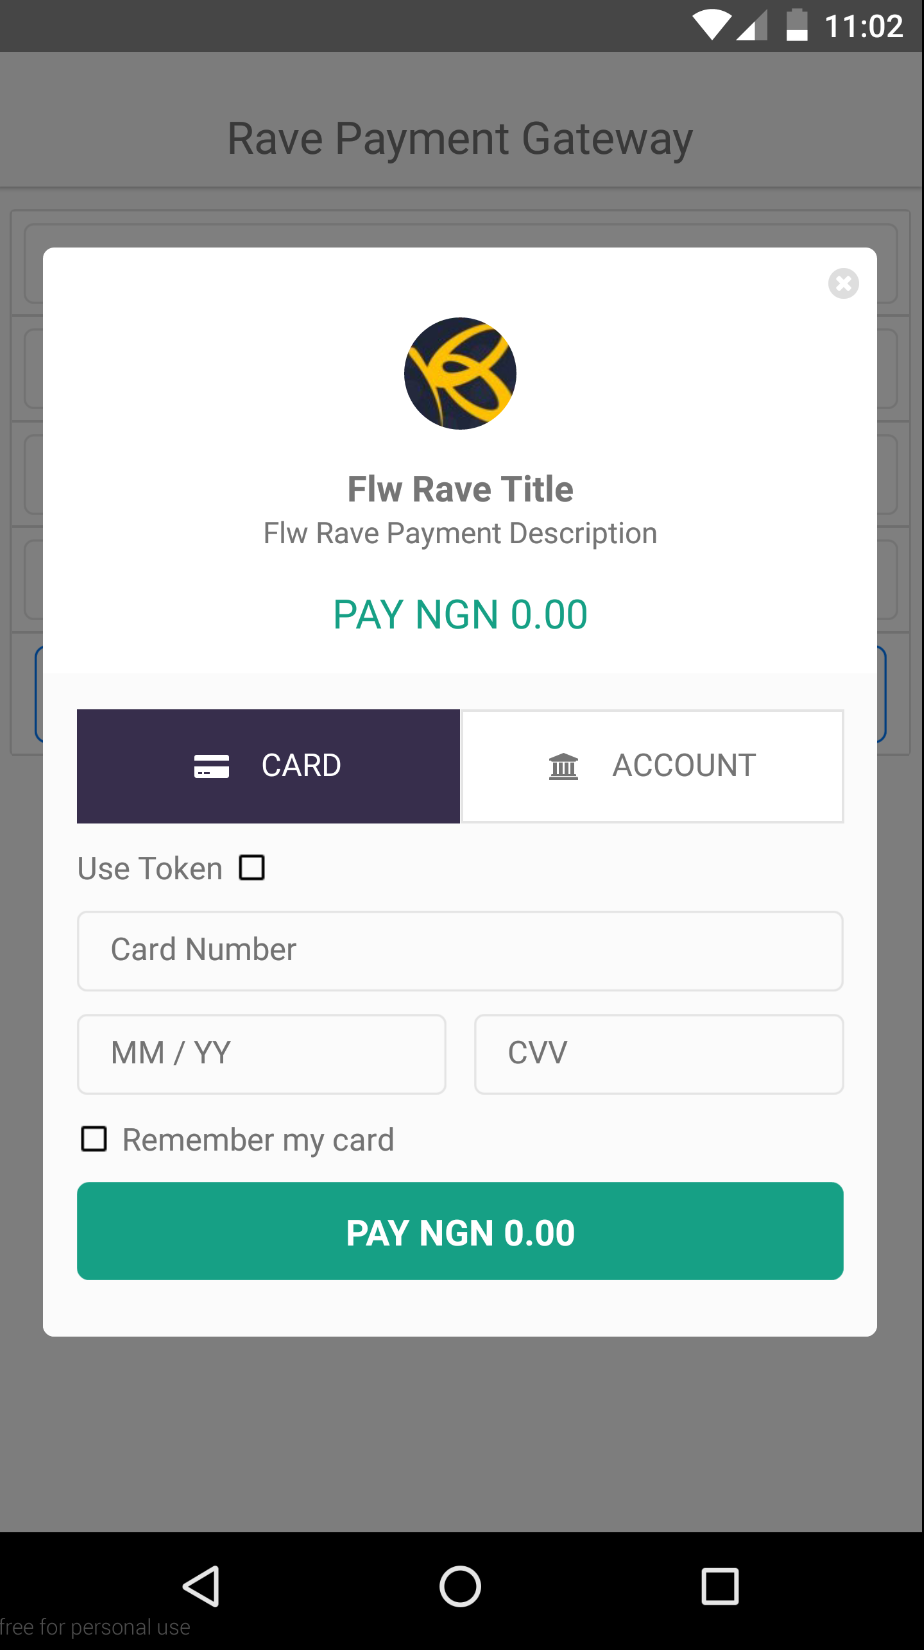 11:02
Rave Payment Gateway
Flw Rave Title
Flw Rave Payment Description
PAY NGN 0.00
CARD
ACCOUNT
Use Token
Card Number
MM / YY
CVV
Remember my card
PAY NGN 0.00
free for personal use